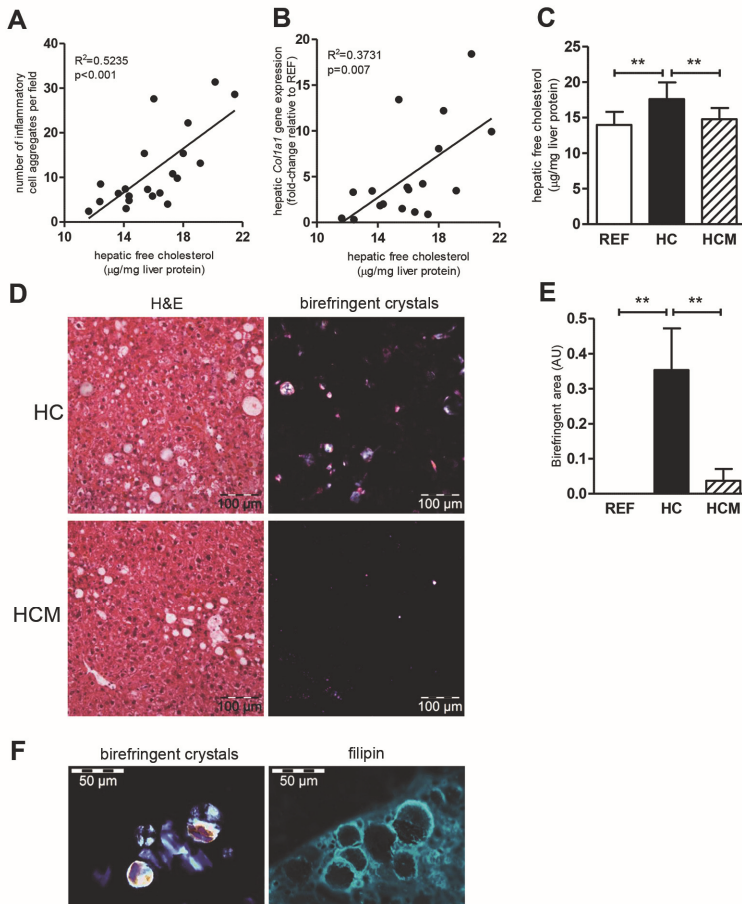 A
R²=0.5235
p<0.001
number of inflammatory
cell aggregates per field
40
30
20
10
0
10
14
18
22
hepatic free cholesterol
(µg/mg liver protein)
B
R²=0.3731
p=0.007
hepatic Col1a1 gene expression
(fold-change relative to REF)
20
15
10
5
0
10
14
18
22
hepatic free cholesterol
(µg/mg liver protein)
C
hepatic free cholesterol
(µg/mg liver protein)
25
20
15
10
5
0
**
**
REF
HC
HCM
D
H&E
birefringent crystals
HC
100 µm
100 µm
HCM
100 µm
100 µm
E
Birefringent area (AU)
0.5
0.4
0.3
0.2
0.1
0.0
**
**
REF
HC
HCM
F
birefringent crystals
filipin
50 µm
50 µm